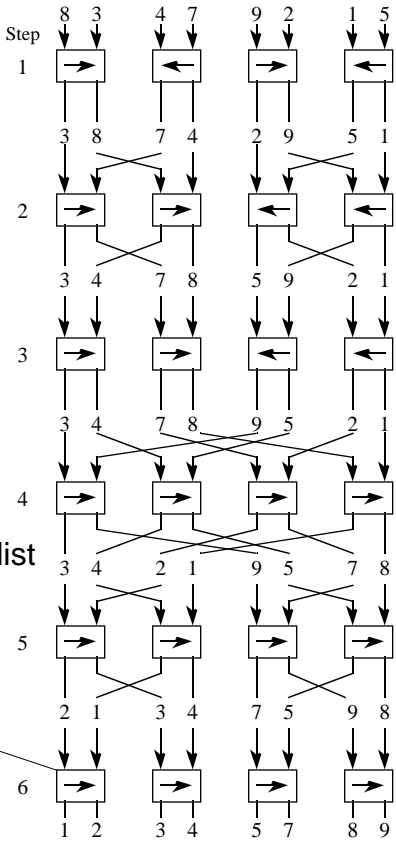 8 3 4 7 9 2 1 5
Step
1
3 8 7 4 2 9 5 1
2
3 4 7 8 5 9 2 1
3
3 4 7 8 9 5 2 1
4
list
3 4 2 1 9 5 7 8
5
2 1 3 4 7 5 9 8
6
1 2 3 4 5 7 8 9